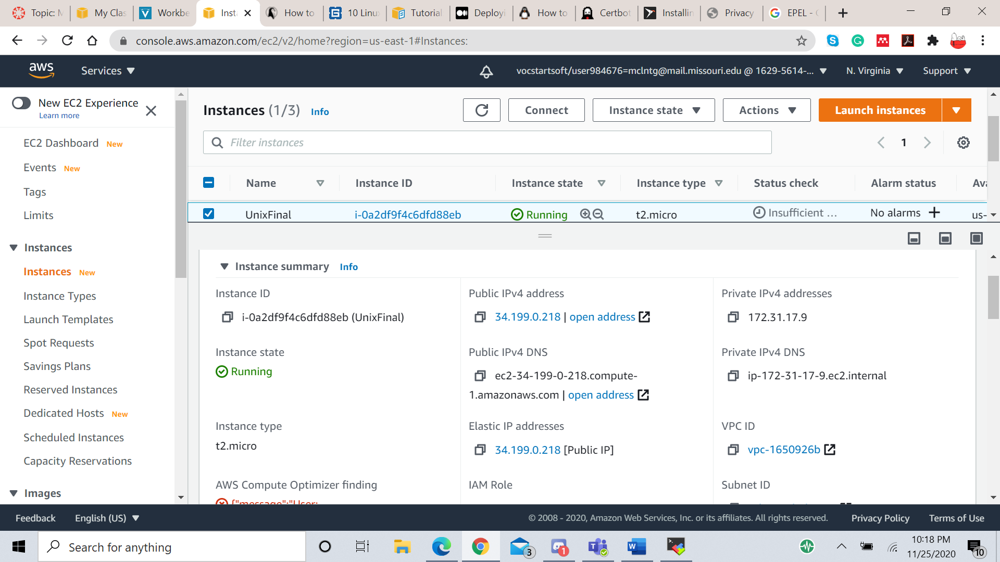 Topic: M
My Clas
Workbe
Inst
How to
10 Linu
Tutorial
Deployi
How to
Certbot
Installin
Privacy
EPEL - G
console.aws.amazon.com/ec2/v2/home?region=us-east-1#Instances:
aws
Services
vocstartsoft/user984676=mclntg@mail.missouri.edu @ 1629-5614-...
N. Virginia
Support
New EC2 Experience
Learn more
EC2 Dashboard New
Events New
Tags
Limits
Instances
Instances New
Instance Types
Launch Templates
Spot Requests
Savings Plans
Reserved Instances
Dedicated Hosts New
Scheduled Instances
Capacity Reservations
Images
Instances (1/3) Info
Connect
Instance state
Actions
Launch instances
Filter instances
1
Name
Instance ID
Instance state
Instance type
Status check
Alarm status
Ava
UnixFinal
i-0a2df9f4c6dfd88eb
Running
t2.micro
Insufficient ...
No alarms
us-
Instance summary Info
Instance ID
i-0a2df9f4c6dfd88eb (UnixFinal)
Public IPv4 address
34.199.0.218 | open address
Private IPv4 addresses
172.31.17.9
Instance state
Running
Public IPv4 DNS
ec2-34-199-0-218.compute-
1.amazonaws.com | open address
Private IPv4 DNS
ip-172-31-17-9.ec2.internal
Instance type
t2.micro
Elastic IP addresses
34.199.0.218 [Public IP]
VPC ID
vpc-1650926b
AWS Compute Optimizer finding
{"message":"User:
IAM Role
Subnet ID
Feedback
English (US)
© 2008 - 2020, Amazon Web Services, Inc. or its affiliates. All rights reserved.
Privacy Policy
Terms of Use
Search for anything
3
1
10:18 PM
11/25/2020
10